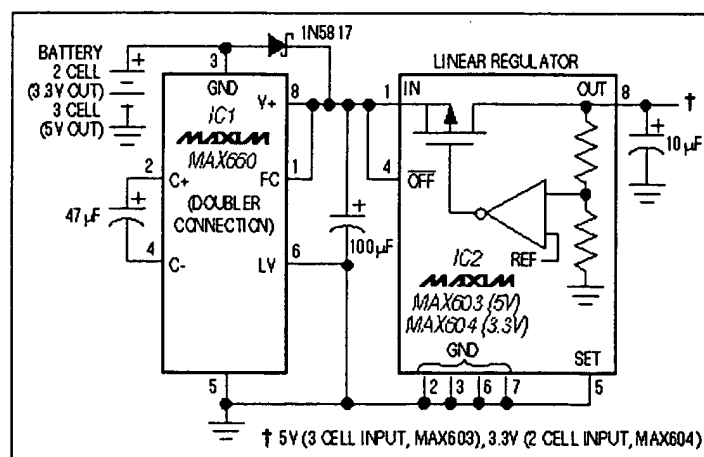 1N5817
BATTERY
2 CELL
(3.3V OUT)
3 CELL
(5V OUT)
+
3
GND
IC1
MAXIM
MAX660
(DOUBLER
CONNECTION)
8
V+
1
FC
6
LV
2
C+
+
47µF
4
C-
5
+
100µF
LINEAR REGULATOR
1
IN
4
OFF
OUT
8
†
+
10µF
REF
IC2
MAXIM
MAX603 (5V)
MAX604 (3.3V)
GND
2 3 6 7
SET
5
† 5V (3 CELL INPUT, MAX603), 3.3V (2 CELL INPUT, MAX604)